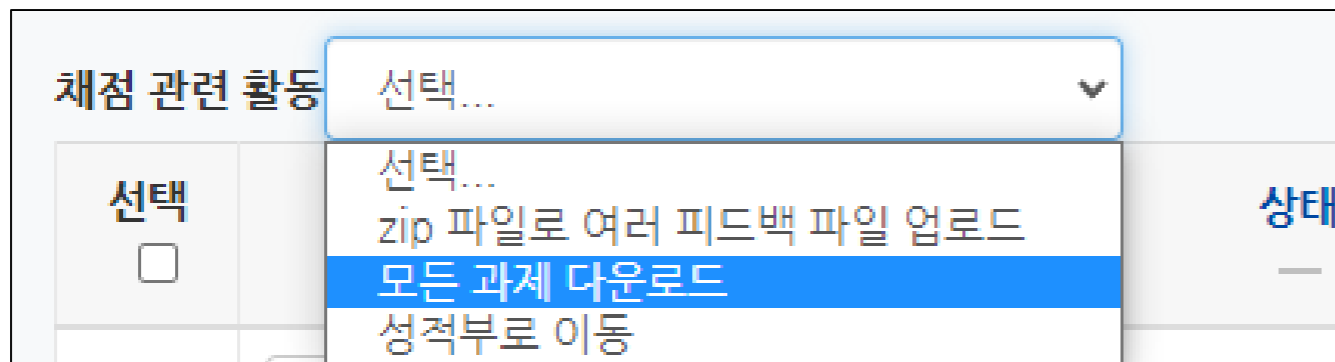 채점 관련 활동 선택...
선택...
선택
상태
zip 파일로 여러 피드백 파일 업로드
모든 과제 다운로드
성적부로 이동